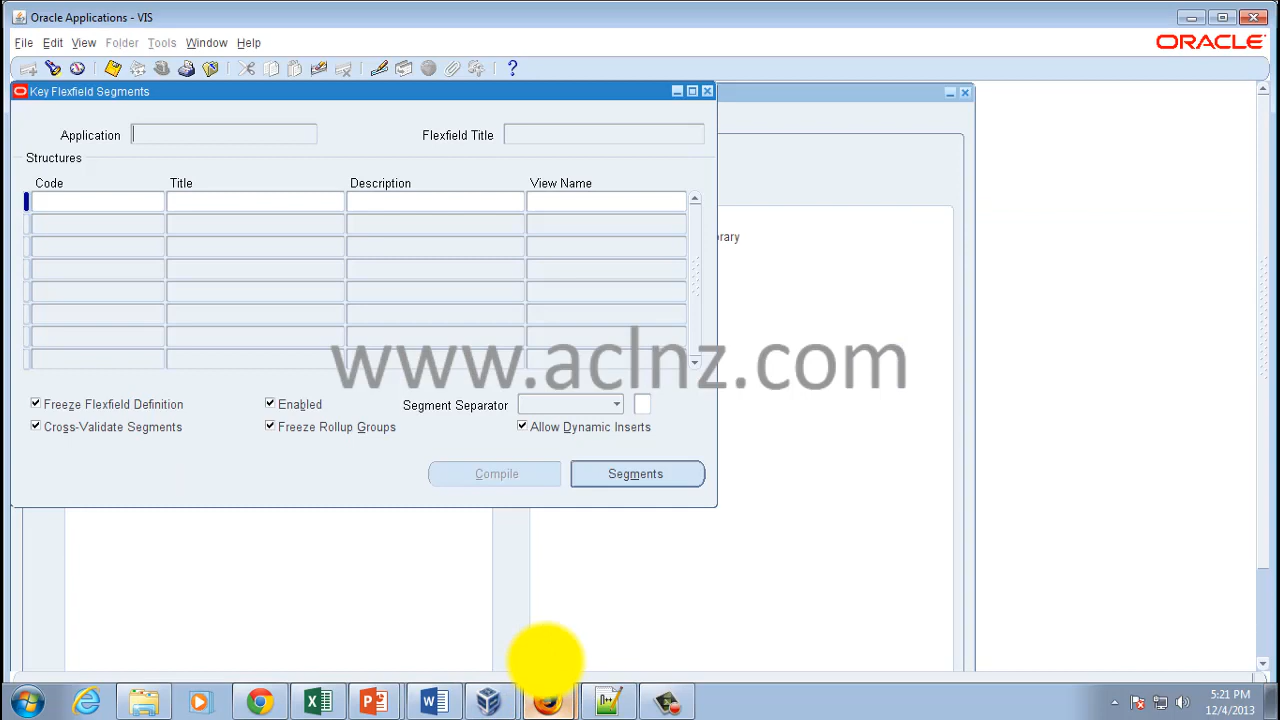 Oracle Applications - VIS
File Edit View Folder Tools Window Help
ORACLE
Key Flexfield Segments
Application
Flexfield Title
Structures
Code Title Description View Name
rary
www.aclnz.com
Freeze Flexfield Definition
Enabled
Segment Separator
Cross-Validate Segments
Freeze Rollup Groups
Allow Dynamic Inserts
Compile
Segments
5:21 PM
12/4/2013